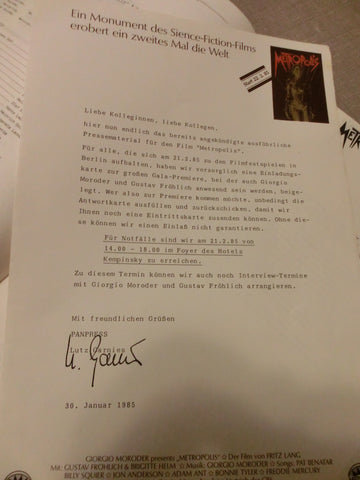 Ein Monument des Sience-Fiction-Films
erobert ein zweites Mal die Welt
METROPOLIS
Liebe Kolleginnen, liebe Kollegen,
hier nun endlich das bereits angekündigte ausführliche
Pressematerial für den Film "Metropolis".
Für alle, die sich am 21.2.85 zu den Filmfestspielen in
Berlin aufhalten, haben wir vorsorglich eine Einladungs-
karte zur großen Gala-Premiere, bei der auch Giorgio
Moroder und Gustav Fröhlich anwesend sein werden, beige-
legt. Wer also zur Premiere kommen möchte, unbedingt die
Antwortkarte ausfüllen und zurückschicken, damit wir
Ihnen noch eine Eintrittskarte zusenden können. Ohne die-
se können wir einen Einlaß nicht garantieren.
Für Notfälle sind wir am 21.2.85 von
14.00 - 18.00 im Foyer des Hotels
Kempinsky zu erreichen.
Zu diesem Termin können wir auch noch Interview-Termine
mit Giorgio Moroder und Gustav Fröhlich arrangieren.
Mit freundlichen Grüßen
PANPRESS
Lutz Garnies
30. Januar 1985
GIORGIO MORODER presents „METROPOLIS" ☆ Der Film von FRITZ LANG
Mit: GUSTAV FRÖHLICH & BRIGITTE HELM ☆ Musik: GIORGIO MORODER ☆ Songs: PAT BENATAR
BILLY SQUIER ☆ JON ANDERSON ☆ ADAM ANT ☆ BONNIE TYLER ☆ FREDDIE MERCURY